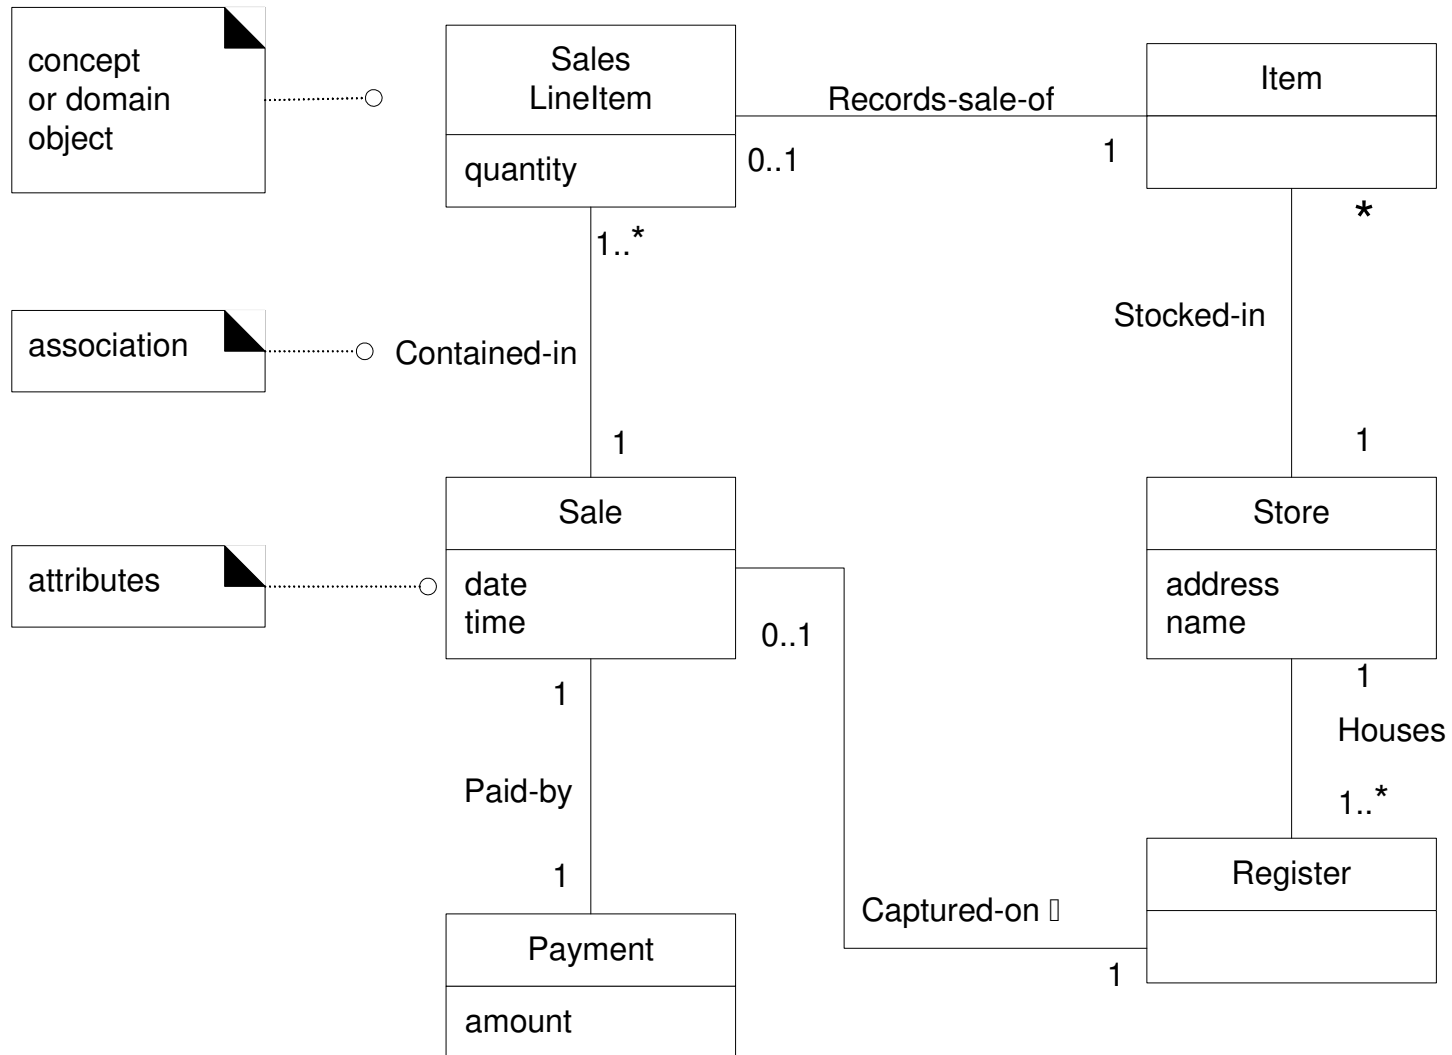 concept
or domain
object
Sales
LineItem
quantity
Records-sale-of
0..1
1
Item
*
1..*
association
Contained-in
Stocked-in
1
1
attributes
Sale
date
time
0..1
Store
address
name
1
1
Houses
Paid-by
1..*
1
Register
Captured-on ▯
1
Payment
amount